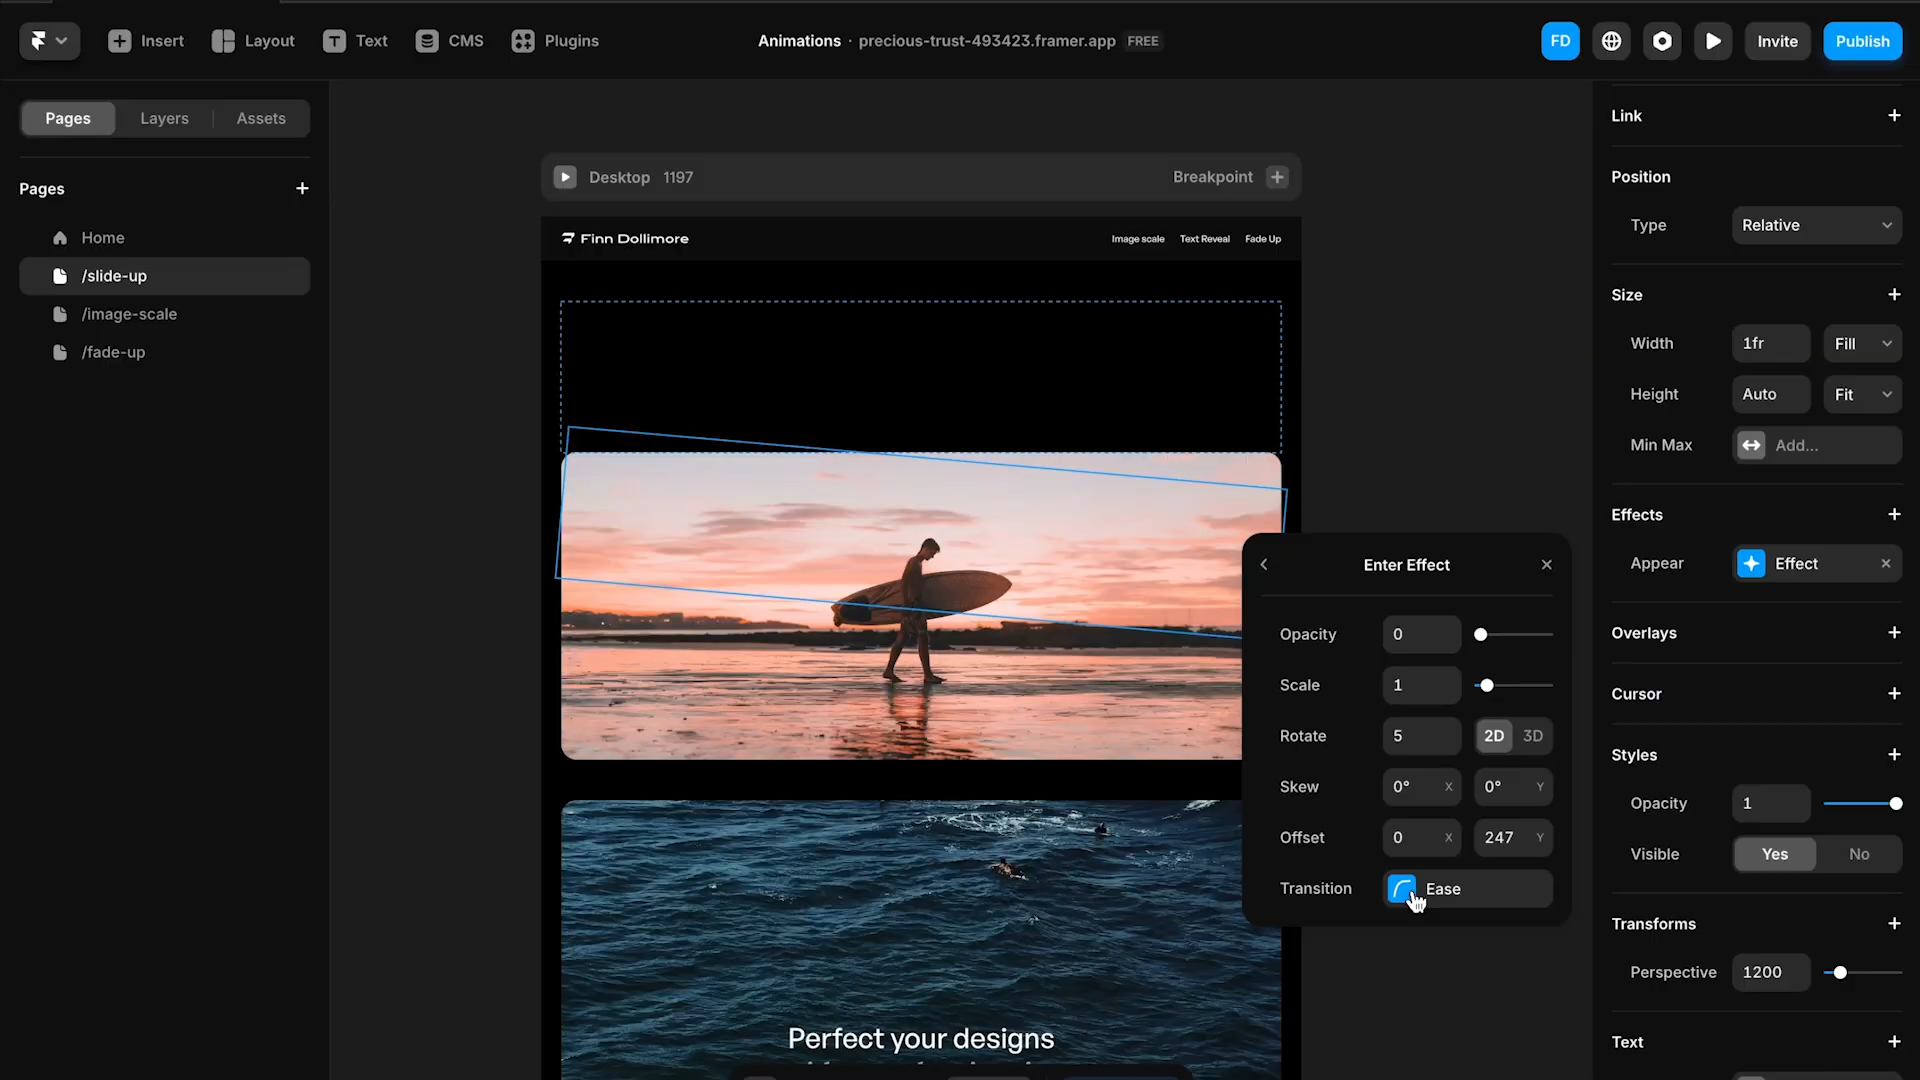 Insert
Layout
Text
CMS
Plugins
Animations · precious-trust-493423.framer.app FREE
FD
Invite
Publish
Pages
Layers
Assets
Pages
Home
/slide-up
/image-scale
/fade-up
Desktop 1197
Breakpoint
Finn Dollimore
Image scale
Text Reveal
Fade Up
Perfect your designs
Enter Effect
Opacity 0
Scale 1
Rotate 5 2D 3D
Skew 0° X 0° Y
Offset 0 X 247 Y
Transition Ease
Link
Position
Type Relative
Size
Width 1fr Fill
Height Auto Fit
Min Max Add...
Effects
Appear Effect
Overlays
Cursor
Styles
Opacity 1
Visible Yes No
Transforms
Perspective 1200
Text